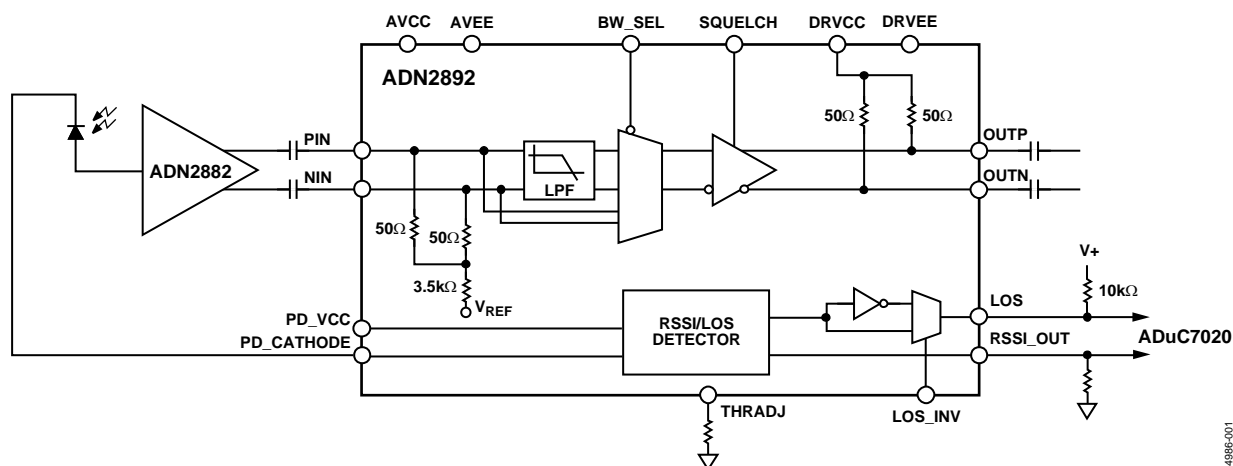 AVCC AVEE BW_SEL SQUELCH DRVCC DRVEE
ADN2892
50Ω 50Ω
ADN2882
PIN
NIN
LPF
OUTP
OUTN
50Ω
50Ω
3.5kΩ
VREF
V+
10kΩ
LOS
PD_VCC
PD_CATHODE
RSSI/LOS
DETECTOR
RSSI_OUT
ADuC7020
THRADJ
LOS_INV
4986-001